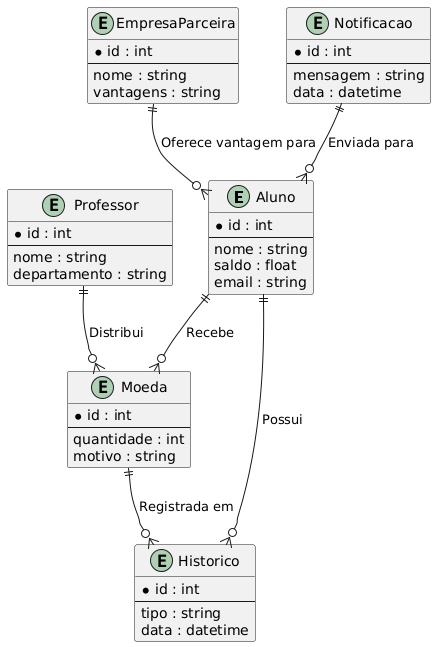 E EmpresaParceira
* id : int
nome : string
vantagens : string
E Notificacao
* id : int
mensagem : string
data : datetime
Oferece vantagem para
Enviada para
E Professor
* id : int
nome : string
departamento : string
E Aluno
* id : int
nome : string
saldo : float
email : string
Distribui
Recebe
E Moeda
* id : int
quantidade : int
motivo : string
Possui
Registrada em
E Historico
* id : int
tipo : string
data : datetime